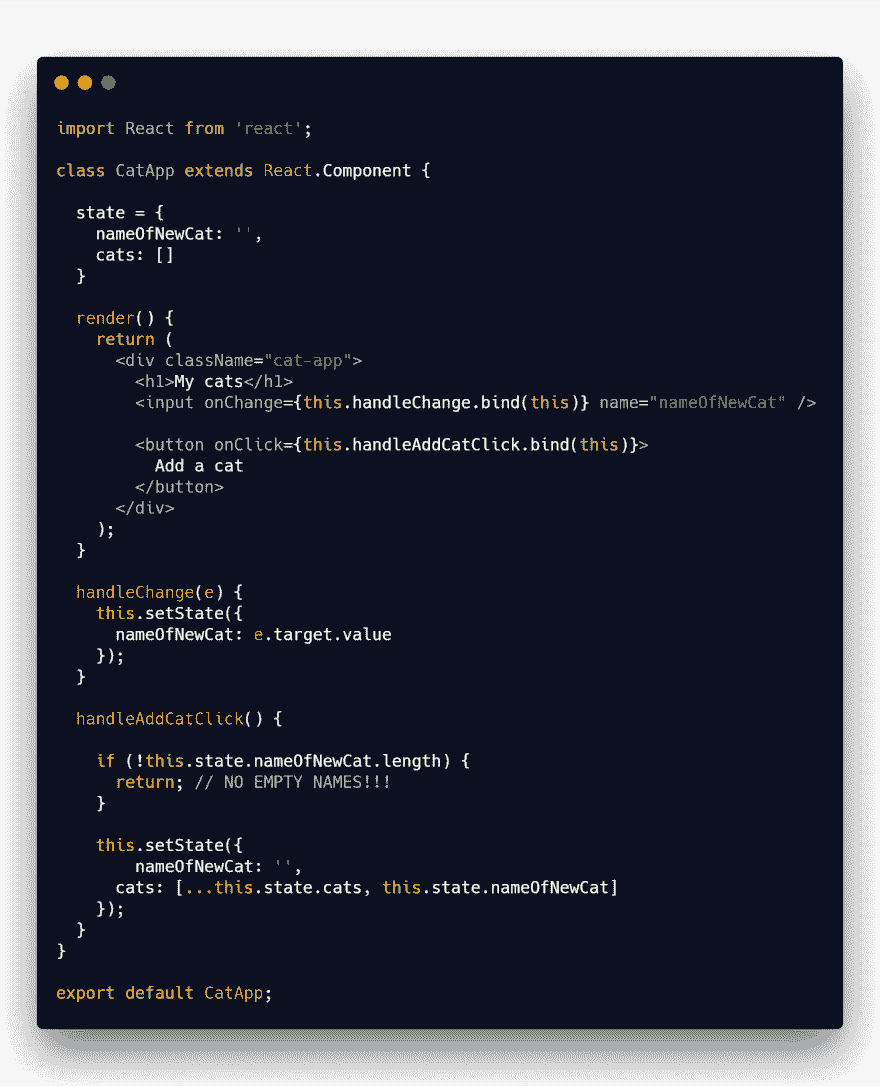 import React from 'react';
class CatApp extends React.Component {
  state = {
    nameOfNewCat: '',
    cats: []
  }
  render() {
    return (
      <div className="cat-app">
        <h1>My cats</h1>
        <input onChange={this.handleChange.bind(this)} name="nameOfNewCat" />
        <button onClick={this.handleAddCatClick.bind(this)}>
          Add a cat
        </button>
      </div>
    );
  }
  handleChange(e) {
    this.setState({
      nameOfNewCat: e.target.value
    });
  }
  handleAddCatClick() {
    if (!this.state.nameOfNewCat.length) {
      return; // NO EMPTY NAMES!!!
    }
    this.setState({
        nameOfNewCat: '',
      cats: [...this.state.cats, this.state.nameOfNewCat]
    });
  }
}
export default CatApp;